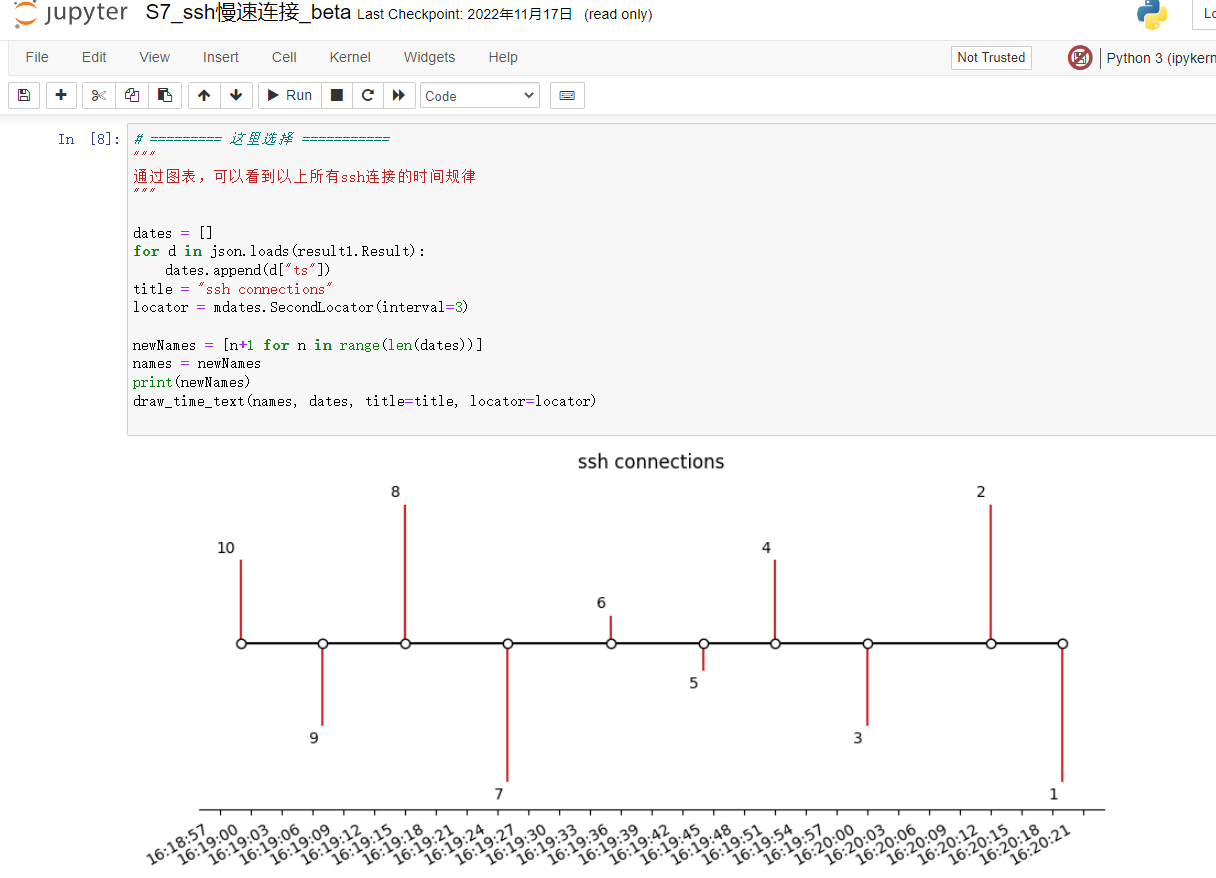 jupyter S7_ssh慢速连接_beta Last Checkpoint: 2022年11月17日 (read only)
File Edit View Insert Cell Kernel Widgets Help Not Trusted Python 3 (ipykern
Run Code
In [8]: # ========= 这里选择 ===========
"""
通过图表，可以看到以上所有ssh连接的时间规律
"""
dates = []
for d in json.loads(result1.Result):
dates.append(d["ts"])
title = "ssh connections"
locator = mdates.SecondLocator(interval=3)
newNames = [n+1 for n in range(len(dates))]
names = newNames
print(newNames)
draw_time_text(names, dates, title=title, locator=locator)
ssh connections
8 2
10 4
6
5
9 3
7 1
16:18:57 16:19:00 16:19:03 16:19:06 16:19:09 16:19:12 16:19:15 16:19:18 16:19:21 16:19:24 16:19:27 16:19:30 16:19:33 16:19:36 16:19:39 16:19:42 16:19:45 16:19:48 16:19:51 16:19:54 16:19:57 16:20:00 16:20:03 16:20:06 16:20:09 16:20:12 16:20:15 16:20:18 16:20:21